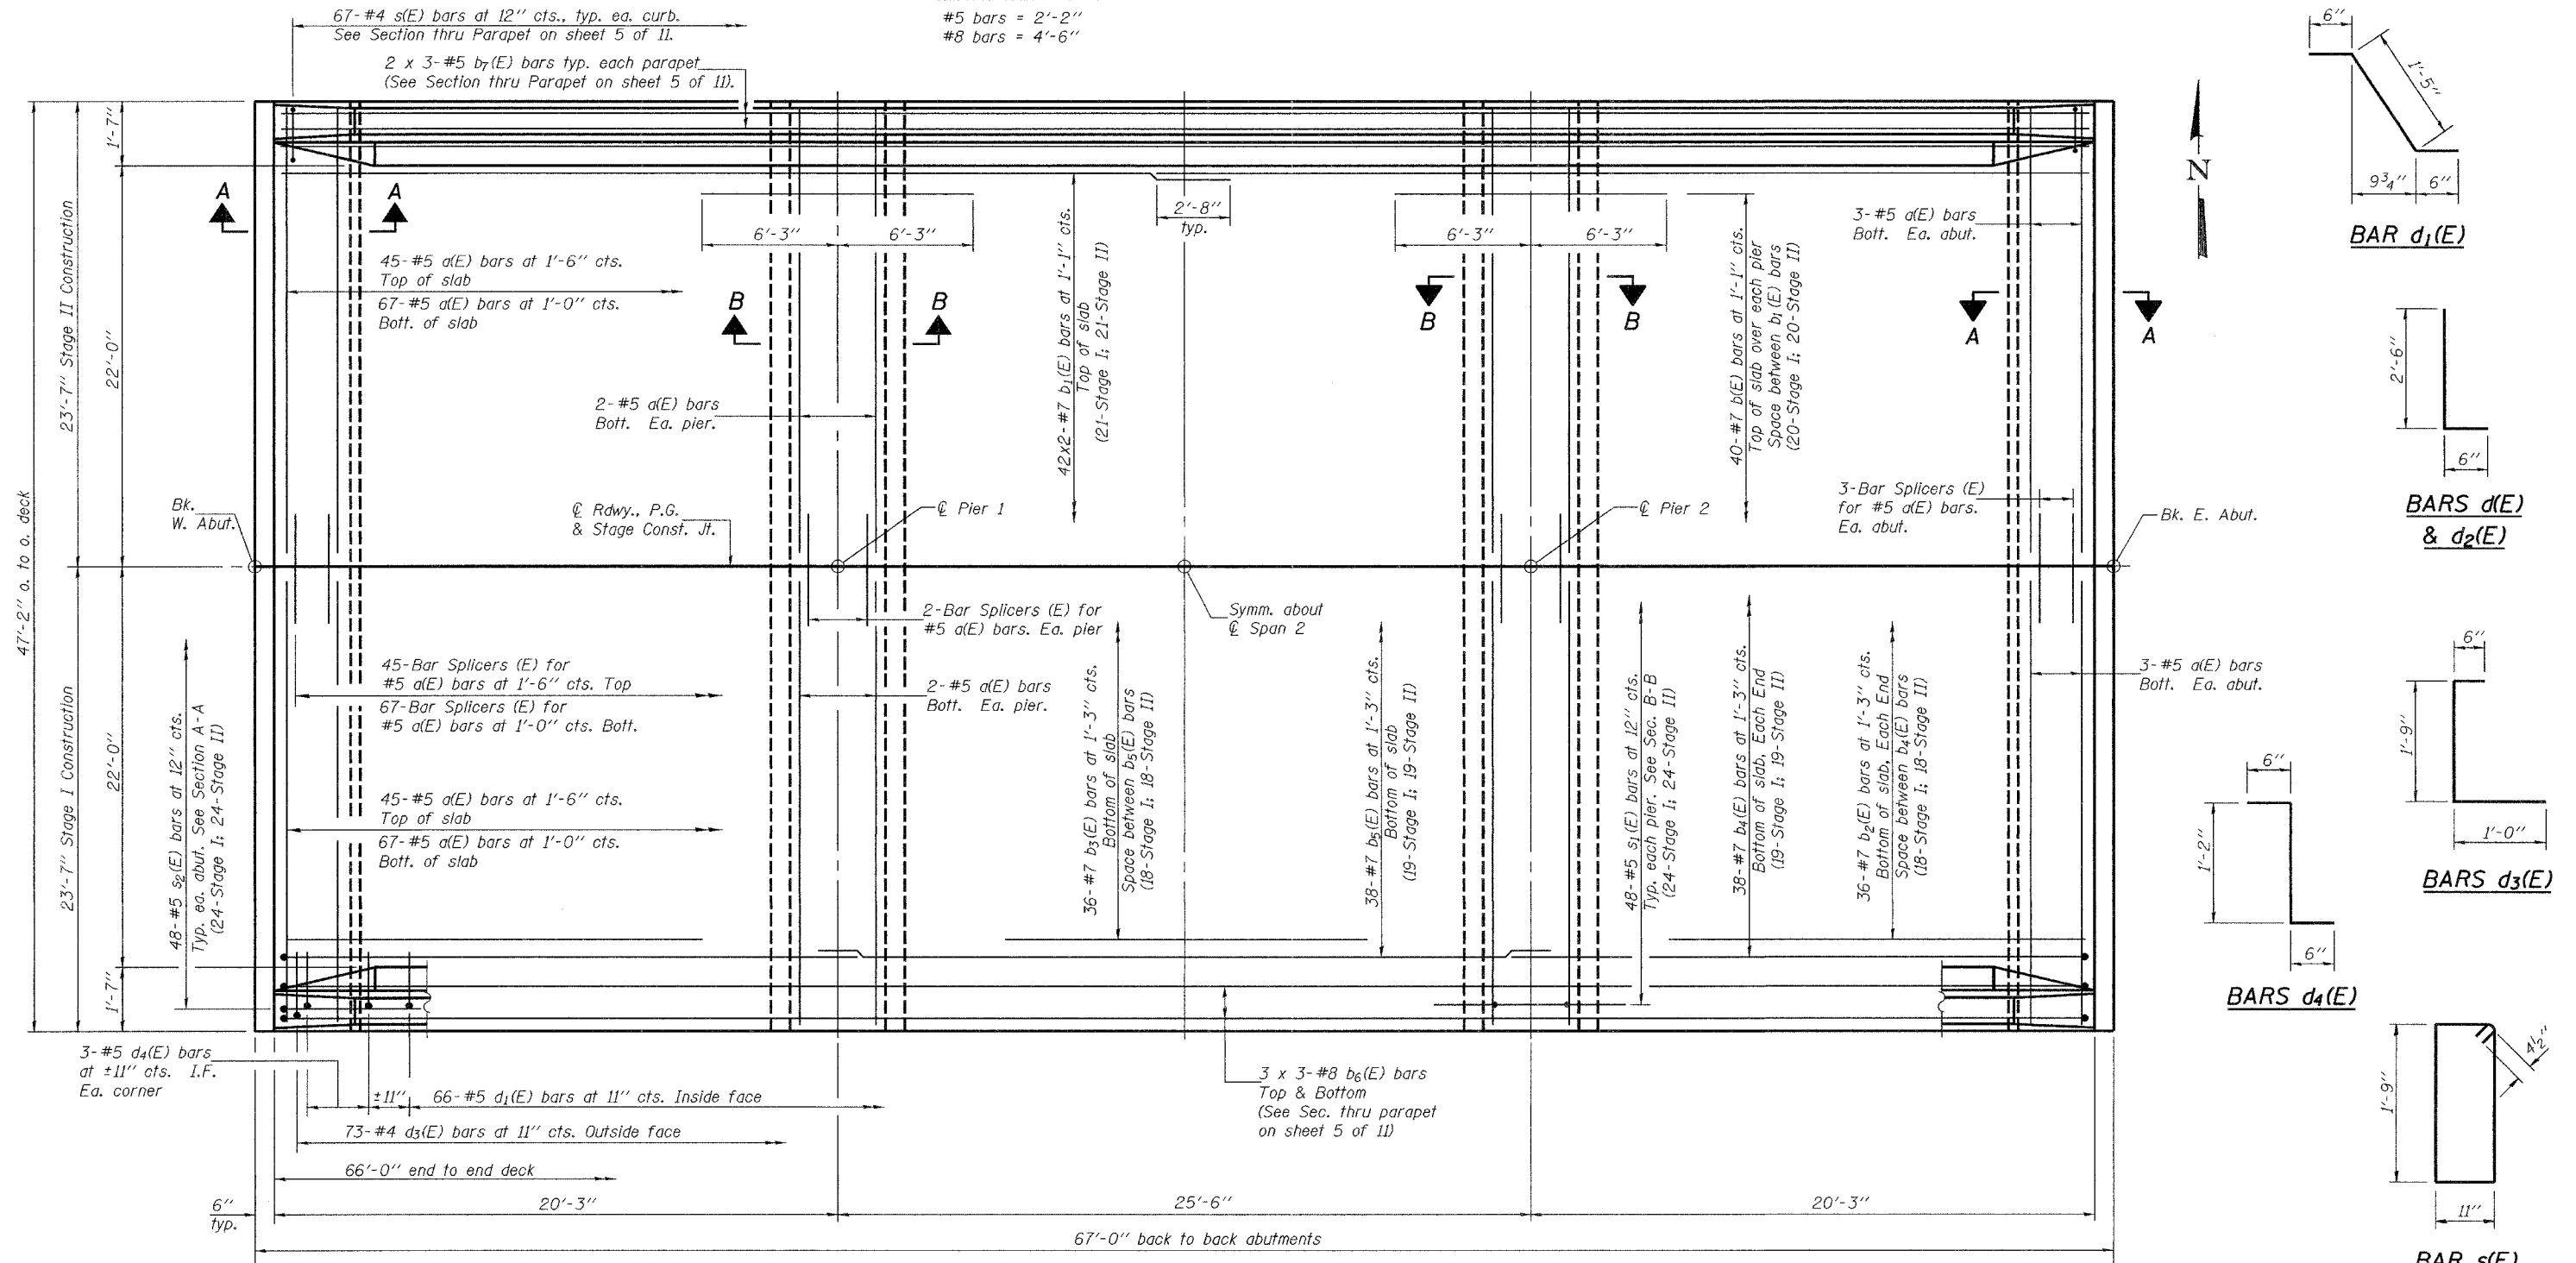 67-#4 s(E) bars at 12" cts., typ. ea. curb.
See Section thru Parapet on sheet 5 of 11.
#5 bars = 2'-2"
#8 bars = 4'-6"
2 x 3-#5 b7(E) bars typ. each parapet
(See Section thru Parapet on sheet 5 of 11).
6"
1'-5"
9 3/4"
6"
BAR d1(E)
N
1'-7"
A
A
2'-8"
typ.
6'-3"
6'-3"
6'-3"
6'-3"
3-#5 a(E) bars
Bott. Ea. abut.
45-#5 a(E) bars at 1'-6" cts.
Top of slab
67-#5 a(E) bars at 1'-0" cts.
Bott. of slab
B
B
B
B
A
A
42x2-#7 b1(E) bars at 1'-1" cts.
Top of slab
(21-Stage I; 21-Stage II)
40-#7 b(E) bars at 1'-1" cts.
Top of slab over each pier
Space between b1(E) bars
(20-Stage I; 20-Stage II)
23'-7" Stage II Construction
22'-0"
47'-2" o. to o. deck
2-#5 a(E) bars
Bott. Ea. pier.
2'-6"
6"
BARS d(E)
& d2(E)
Bk.
W. Abut.
℄ Rdwy., P.G.
& Stage Const. Jt.
℄ Pier 1
℄ Pier 2
3-Bar Splicers (E)
for #5 a(E) bars.
Ea. abut.
Bk. E. Abut.
2-Bar Splicers (E) for
#5 a(E) bars. Ea. pier
Symm. about
℄ Span 2
45-Bar Splicers (E) for
#5 a(E) bars at 1'-6" cts. Top
67-Bar Splicers (E) for
#5 a(E) bars at 1'-0" cts. Bott.
2-#5 a(E) bars
Bott. Ea. pier.
3-#5 a(E) bars
Bott. Ea. abut.
23'-7" Stage I Construction
22'-0"
1'-7"
48-#5 s2(E) bars at 12" cts.
Typ. ea. abut. See Section A-A
(24-Stage I; 24-Stage II)
45-#5 a(E) bars at 1'-6" cts.
Top of slab
67-#5 a(E) bars at 1'-0" cts.
Bott. of slab
36-#7 b3(E) bars at 1'-3" cts.
Bottom of slab
Space between b5(E) bars
(18-Stage I; 18-Stage II)
38-#7 b5(E) bars at 1'-3" cts.
Bottom of slab
(19-Stage I; 19-Stage II)
48-#5 s1(E) bars at 12" cts.
Typ. each pier. See Sec. B-B
(24-Stage I; 24-Stage II)
38-#7 b4(E) bars at 1'-3" cts.
Bottom of slab, Each End
(19-Stage I; 19-Stage II)
36-#7 b2(E) bars at 1'-3" cts.
Bottom of slab, Each End
Space between b4(E) bars
(18-Stage I; 18-Stage II)
6"
1'-9"
1'-0"
BARS d3(E)
6"
1'-2"
6"
BARS d4(E)
3-#5 d4(E) bars
at ±11" cts. I.F.
Ea. corner
±11"
66-#5 d1(E) bars at 11" cts. Inside face
73-#4 d3(E) bars at 11" cts. Outside face
66'-0" end to end deck
3 x 3-#8 b6(E) bars
Top & Bottom
(See Sec. thru parapet
on sheet 5 of 11)
6"
typ.
20'-3"
25'-6"
20'-3"
67'-0" back to back abutments
4 1/2"
1'-9"
11"
BAR s(E)